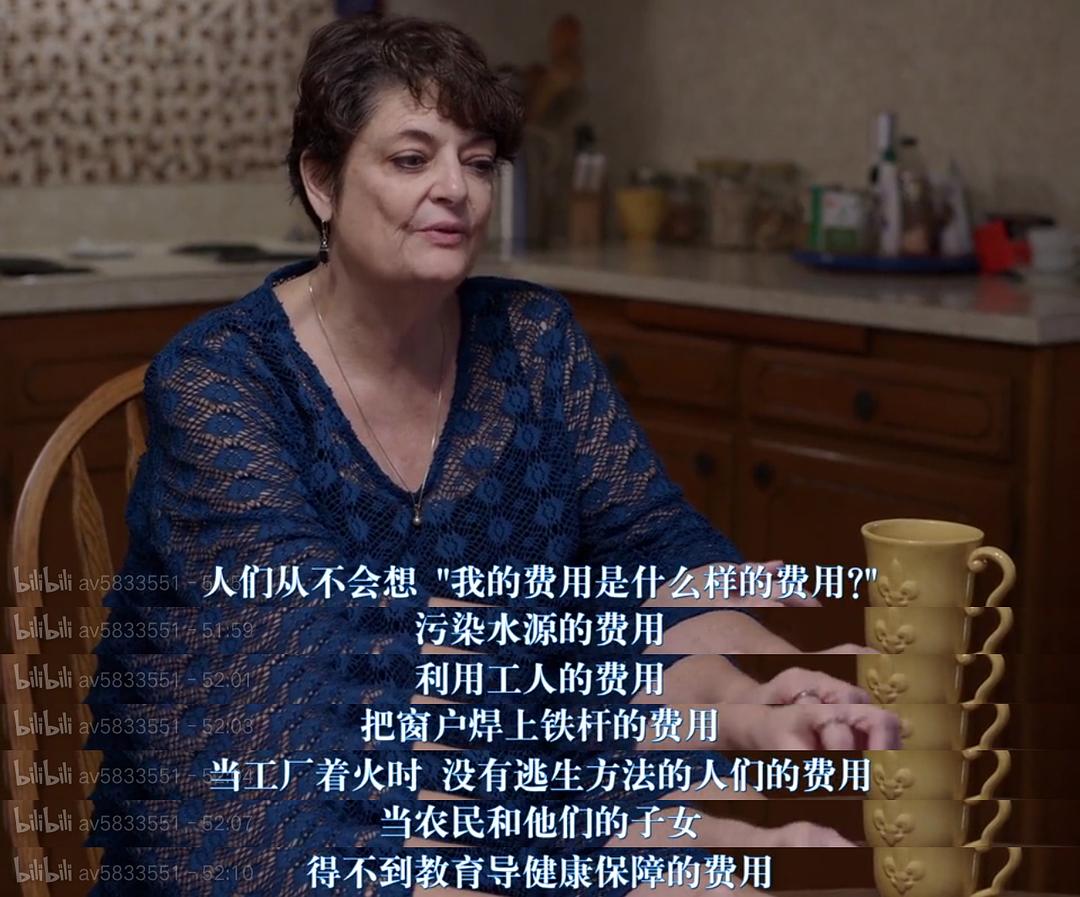 人们从不会想 "我的费用是什么样的费用?"
bilibili av5833551 -
污染水源的费用
bilibili av5833551 - 51:59
利用工人的费用
bilibili av5833551 - 52:01
把窗户焊上铁杆的费用
bilibili av5833551 - 52:03
当工厂着火时 没有逃生方法的人们的费用
bilibili av5833551 -
当农民和他们的子女
bilibili av5833551 - 52:07
得不到教育导健康保障的费用
bilibili av5833551 - 52:10